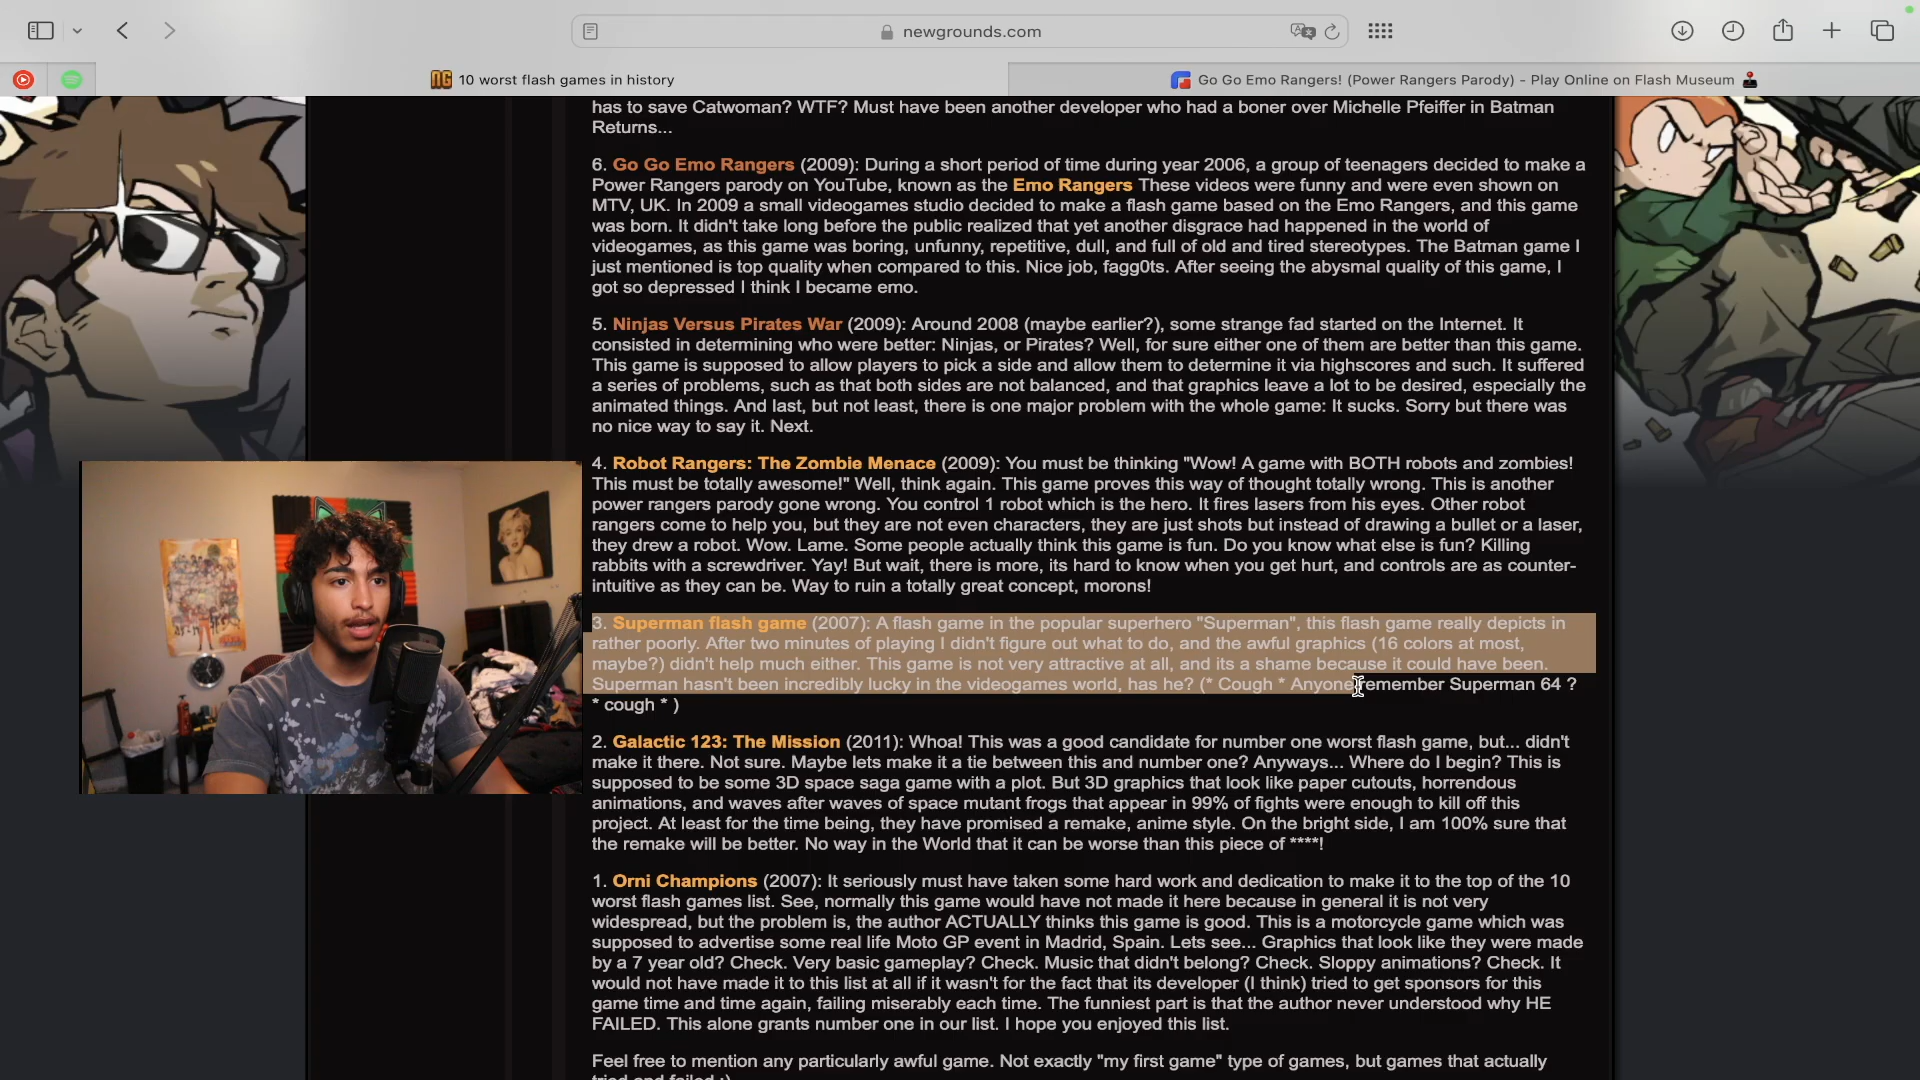 newgrounds.com
10 worst flash games in history
Go Go Emo Rangers! (Power Rangers Parody) - Play Online on Flash Museum
has to save Catwoman? WTF? Must have been another developer who had a boner over Michelle Pfeiffer in Batman
Returns...
6. Go Go Emo Rangers (2009): During a short period of time during year 2006, a group of teenagers decided to make a
Power Rangers parody on YouTube, known as the Emo Rangers These videos were funny and were even shown on
MTV, UK. In 2009 a small videogames studio decided to make a flash game based on the Emo Rangers, and this game
was born. It didn't take long before the public realized that yet another disgrace had happened in the world of
videogames, as this game was boring, unfunny, repetitive, dull, and full of old and tired stereotypes. The Batman game I
just mentioned is top quality when compared to this. Nice job, fagg0ts. After seeing the abysmal quality of this game, I
got so depressed I think I became emo.
5. Ninjas Versus Pirates War (2009): Around 2008 (maybe earlier?), some strange fad started on the Internet. It
consisted in determining who were better: Ninjas, or Pirates? Well, for sure either one of them are better than this game.
This game is supposed to allow players to pick a side and allow them to determine it via highscores and such. It suffered
a series of problems, such as that both sides are not balanced, and that graphics leave a lot to be desired, especially the
animated things. And last, but not least, there is one major problem with the whole game: It sucks. Sorry but there was
no nice way to say it. Next.
4. Robot Rangers: The Zombie Menace (2009): You must be thinking "Wow! A game with BOTH robots and zombies!
This must be totally awesome!" Well, think again. This game proves this way of thought totally wrong. This is another
power rangers parody gone wrong. You control 1 robot which is the hero. It fires lasers from his eyes. Other robot
rangers come to help you, but they are not even characters, they are just shots but instead of drawing a bullet or a laser,
they drew a robot. Wow. Lame. Some people actually think this game is fun. Do you know what else is fun? Killing
rabbits with a screwdriver. Yay! But wait, there is more, its hard to know when you get hurt, and controls are as counter-
intuitive as they can be. Way to ruin a totally great concept, morons!
3. Superman flash game (2007): A flash game in the popular superhero "Superman", this flash game really depicts in
rather poorly. After two minutes of playing I didn't figure out what to do, and the awful graphics (16 colors at most,
maybe?) didn't help much either. This game is not very attractive at all, and its a shame because it could have been.
Superman hasn't been incredibly lucky in the videogames world, has he? (* Cough * Anyone remember Superman 64 ?
* cough * )
2. Galactic 123: The Mission (2011): Whoa! This was a good candidate for number one worst flash game, but... didn't
make it there. Not sure. Maybe lets make it a tie between this and number one? Anyways... Where do I begin? This is
supposed to be some 3D space saga game with a plot. But 3D graphics that look like paper cutouts, horrendous
animations, and waves after waves of space mutant frogs that appear in 99% of fights were enough to kill off this
project. At least for the time being, they have promised a remake, anime style. On the bright side, I am 100% sure that
the remake will be better. No way in the World that it can be worse than this piece of ****!
1. Orni Champions (2007): It seriously must have taken some hard work and dedication to make it to the top of the 10
worst flash games list. See, normally this game would have not made it here because in general it is not very
widespread, but the problem is, the author ACTUALLY thinks this game is good. This is a motorcycle game which was
supposed to advertise some real life Moto GP event in Madrid, Spain. Lets see... Graphics that look like they were made
by a 7 year old? Check. Very basic gameplay? Check. Music that didn't belong? Check. Sloppy animations? Check. It
would not have made it to this list at all if it wasn't for the fact that its developer (I think) tried to get sponsors for this
game time and time again, failing miserably each time. The funniest part is that the author never understood why HE
FAILED. This alone grants number one in our list. I hope you enjoyed this list.
Feel free to mention any particularly awful game. Not exactly "my first game" type of games, but games that actually
tried and failed :)